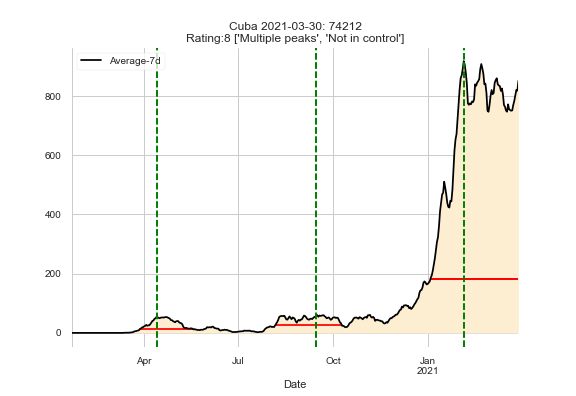 Cuba 2021-03-30: 74212
Rating:8 ['Multiple peaks', 'Not in control']
Average-7d
800
600
400
200
0
Apr
Jul
Oct
Jan
2021
Date